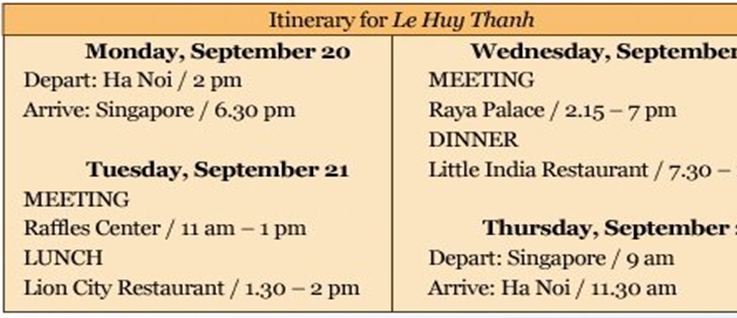 Itinerary for Le Huy Thanh
Monday, September 20
Depart: Ha Noi / 2 pm
Arrive: Singapore / 6.30 pm
Tuesday, September 21
MEETING
Raffles Center / 11 am – 1 pm
LUNCH
Lion City Restaurant / 1.30 – 2 pm
Wednesday, September
MEETING
Raya Palace / 2.15 – 7 pm
DINNER
Little India Restaurant / 7.30 –
Thursday, September
Depart: Singapore / 9 am
Arrive: Ha Noi / 11.30 am